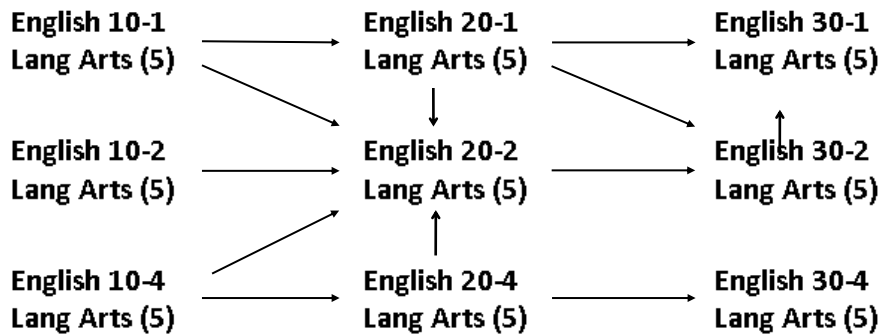 English 10-1
Lang Arts (5)
English 20-1
Lang Arts (5)
English 30-1
Lang Arts (5)
English 10-2
Lang Arts (5)
English 20-2
Lang Arts (5)
English 30-2
Lang Arts (5)
English 10-4
Lang Arts (5)
English 20-4
Lang Arts (5)
English 30-4
Lang Arts (5)